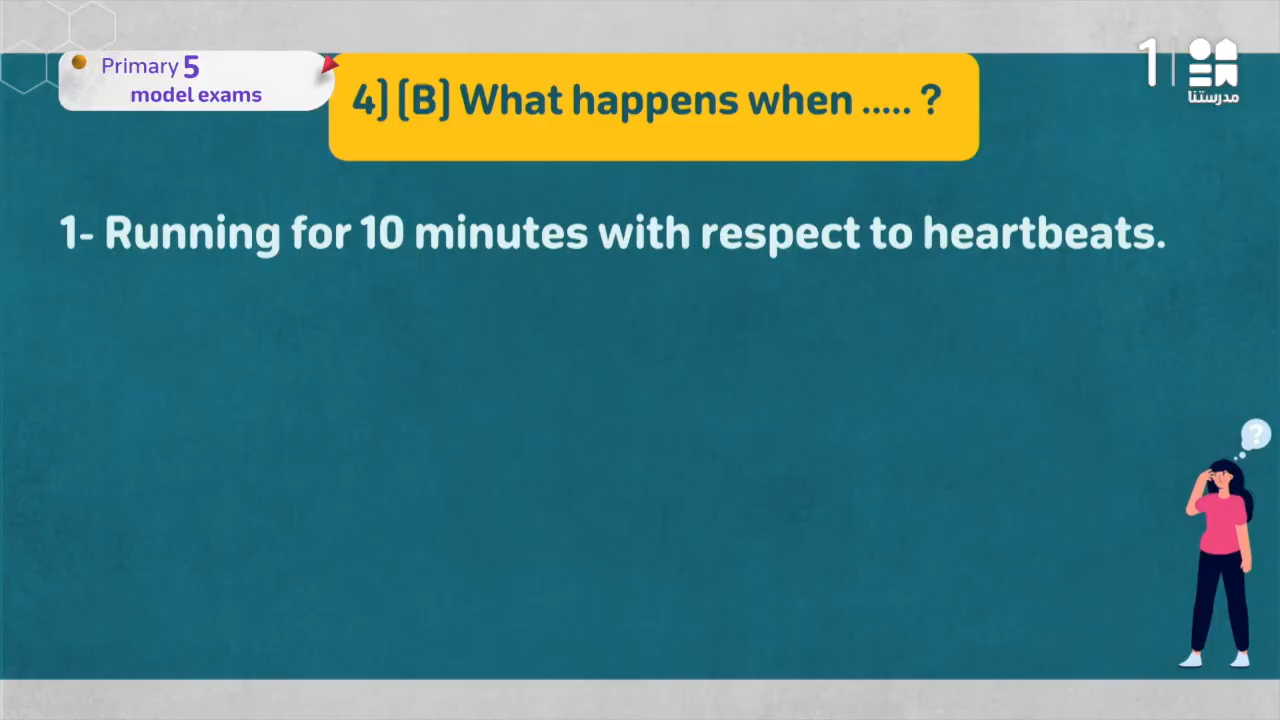 Primary 5
model exams
4] [B] What happens when ..... ?
1
مدرستنا
1- Running for 10 minutes with respect to heartbeats.
?